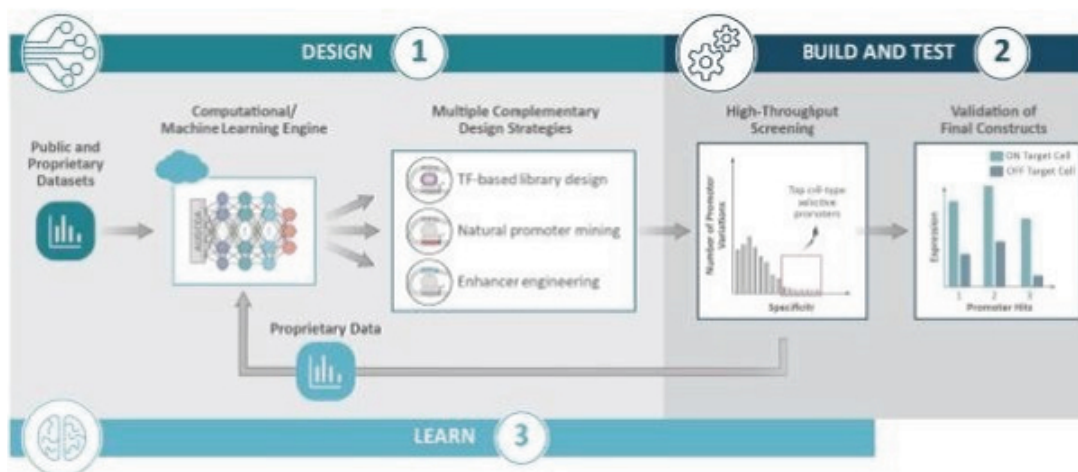 DESIGN 1
BUILD AND TEST 2
Public and
Proprietary
Datasets
Computational/
Machine Learning Engine
Multiple Complementary
Design Strategies
TF-based library design
Natural promoter mining
Enhancer engineering
High-Throughput
Screening
Number of Promoter
Variations
Top cell-type
selective
promoters
Specificity
Validation of
Final Constructs
ON Target Cell
OFF Target Cell
Expression
1 2 3
Promoter Hits
Proprietary Data
LEARN 3